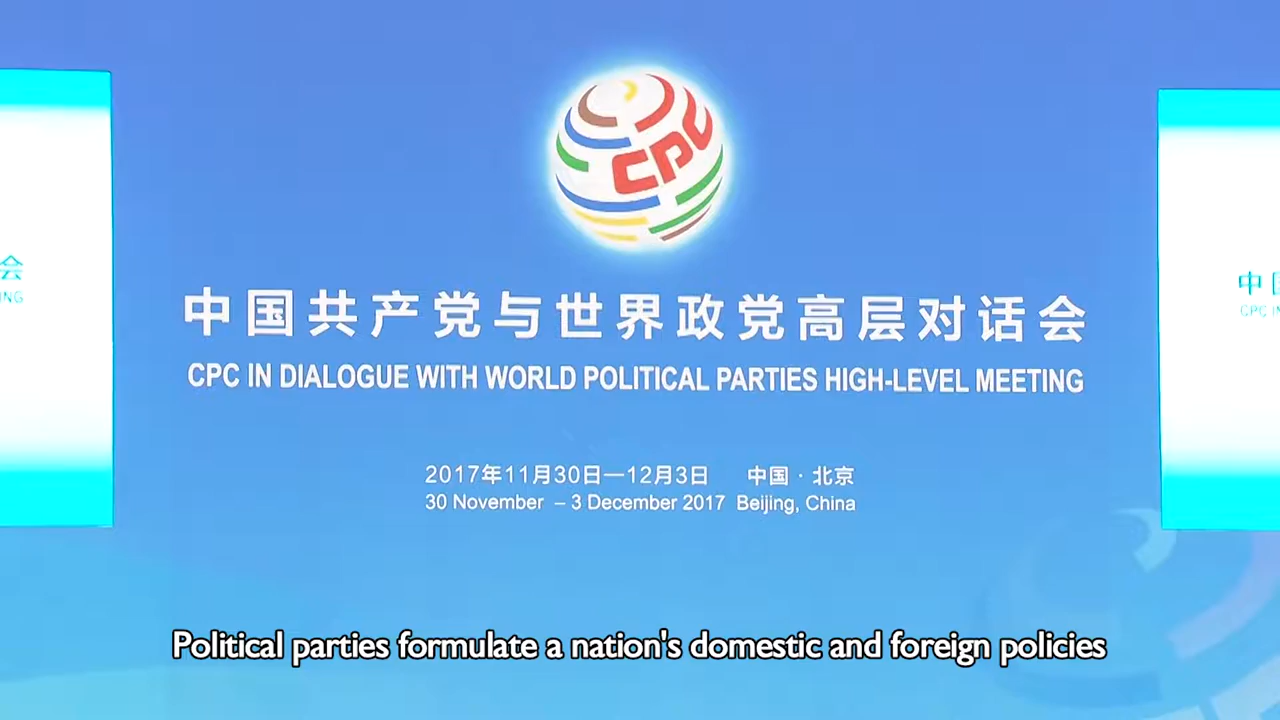 CPC
中国共产党与世界政党高层对话会
CPC IN DIALOGUE WITH WORLD POLITICAL PARTIES HIGH-LEVEL MEETING
会
中
CPC
2017年11月30日—12月3日 中国·北京
30 November – 3 December 2017 Beijing, China
Political parties formulate a nation's domestic and foreign policies